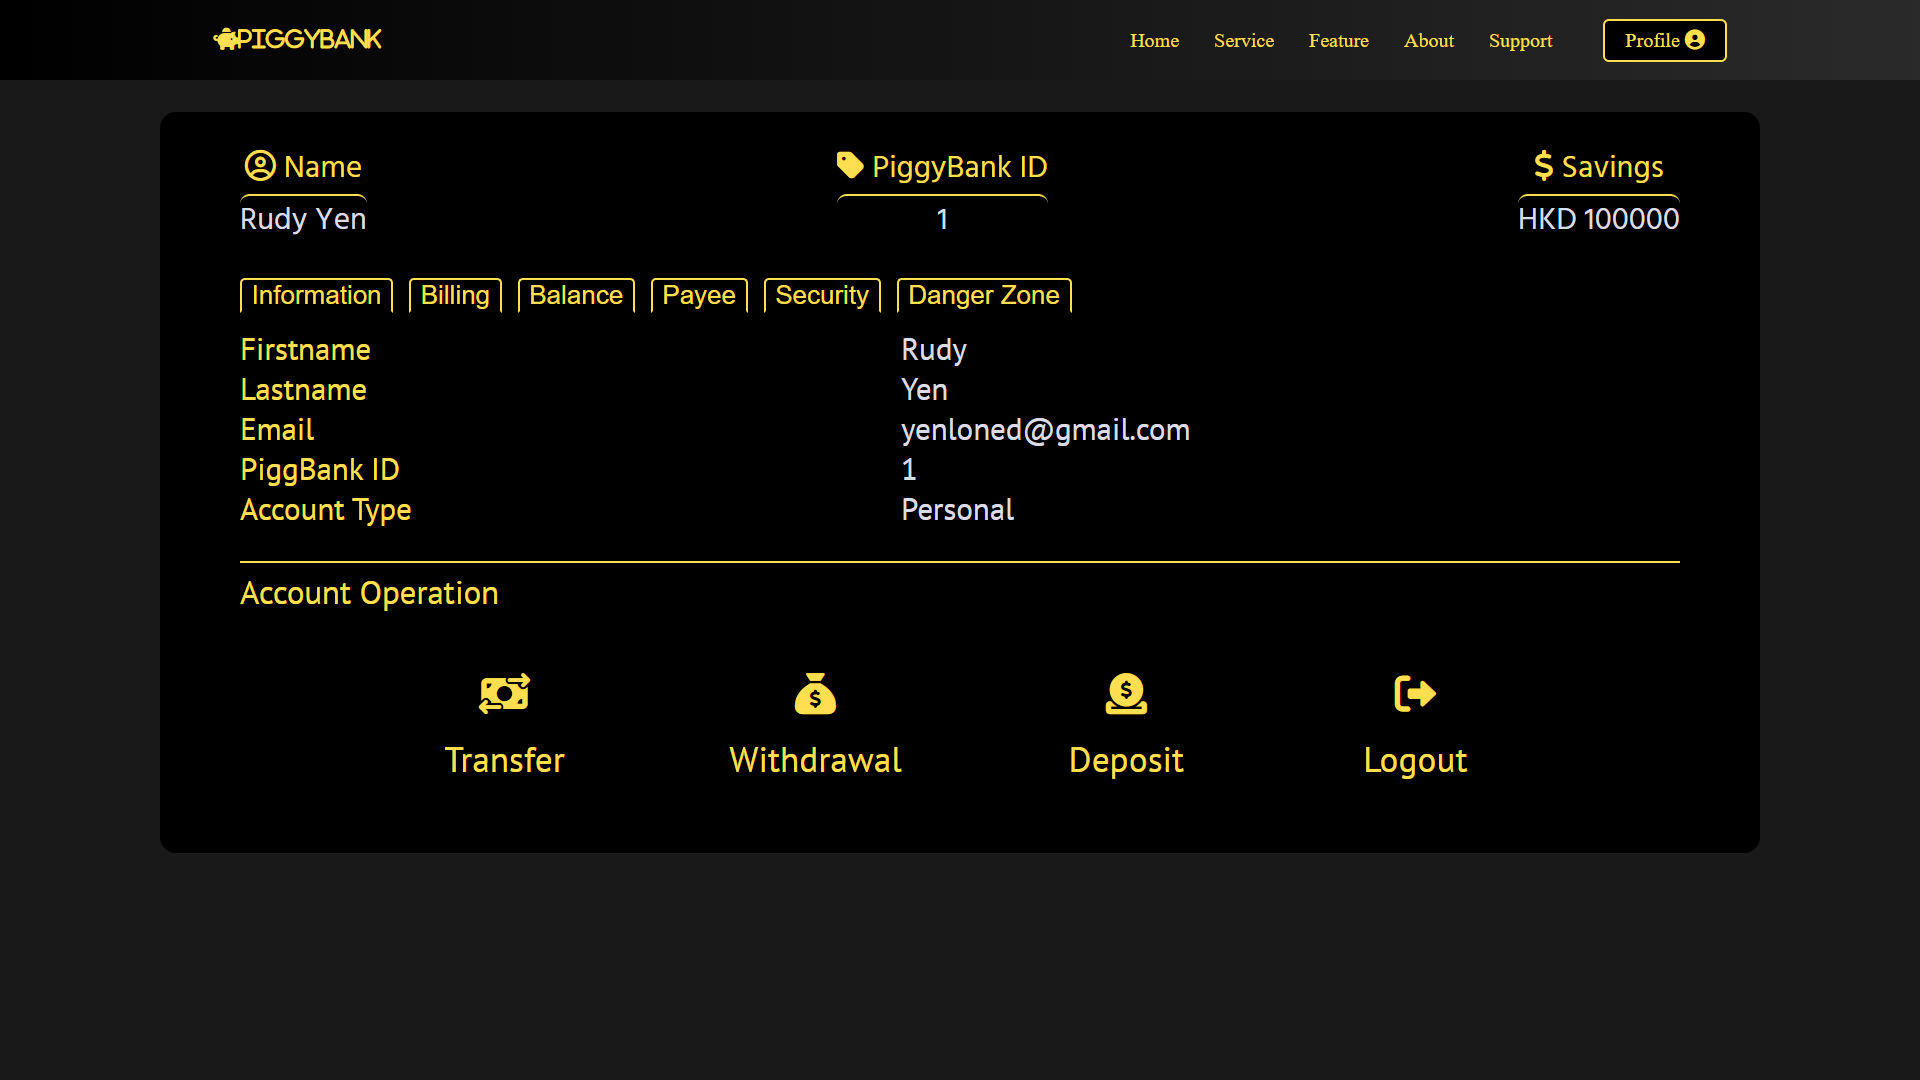 PIGGYBANK
Home Service Feature About Support Profile
Name PiggyBank ID Savings
Rudy Yen 1 HKD 100000
Information Billing Balance Payee Security Danger Zone
Firstname Rudy
Lastname Yen
Email yenloned@gmail.com
PiggBank ID 1
Account Type Personal
Account Operation
Transfer Withdrawal Deposit Logout